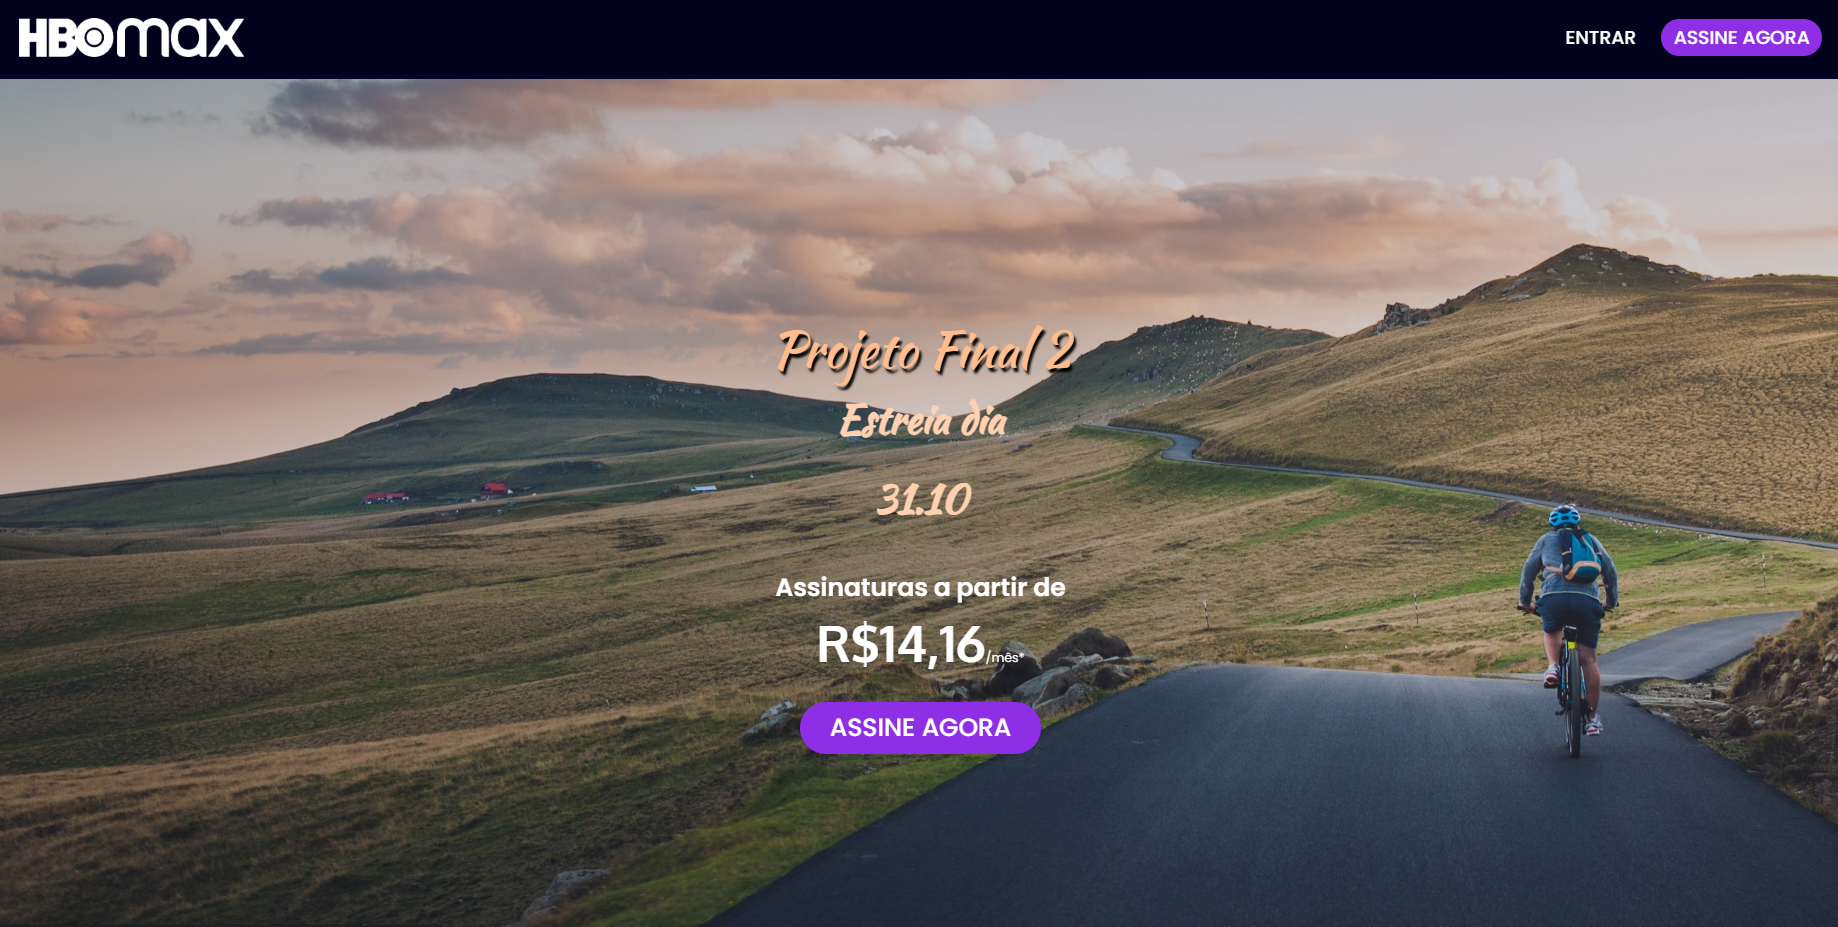 HBOmax
ENTRAR
ASSINE AGORA
Projeto Final 2
Estreia dia
31.10
Assinaturas a partir de
R$14,16/mês*
ASSINE AGORA